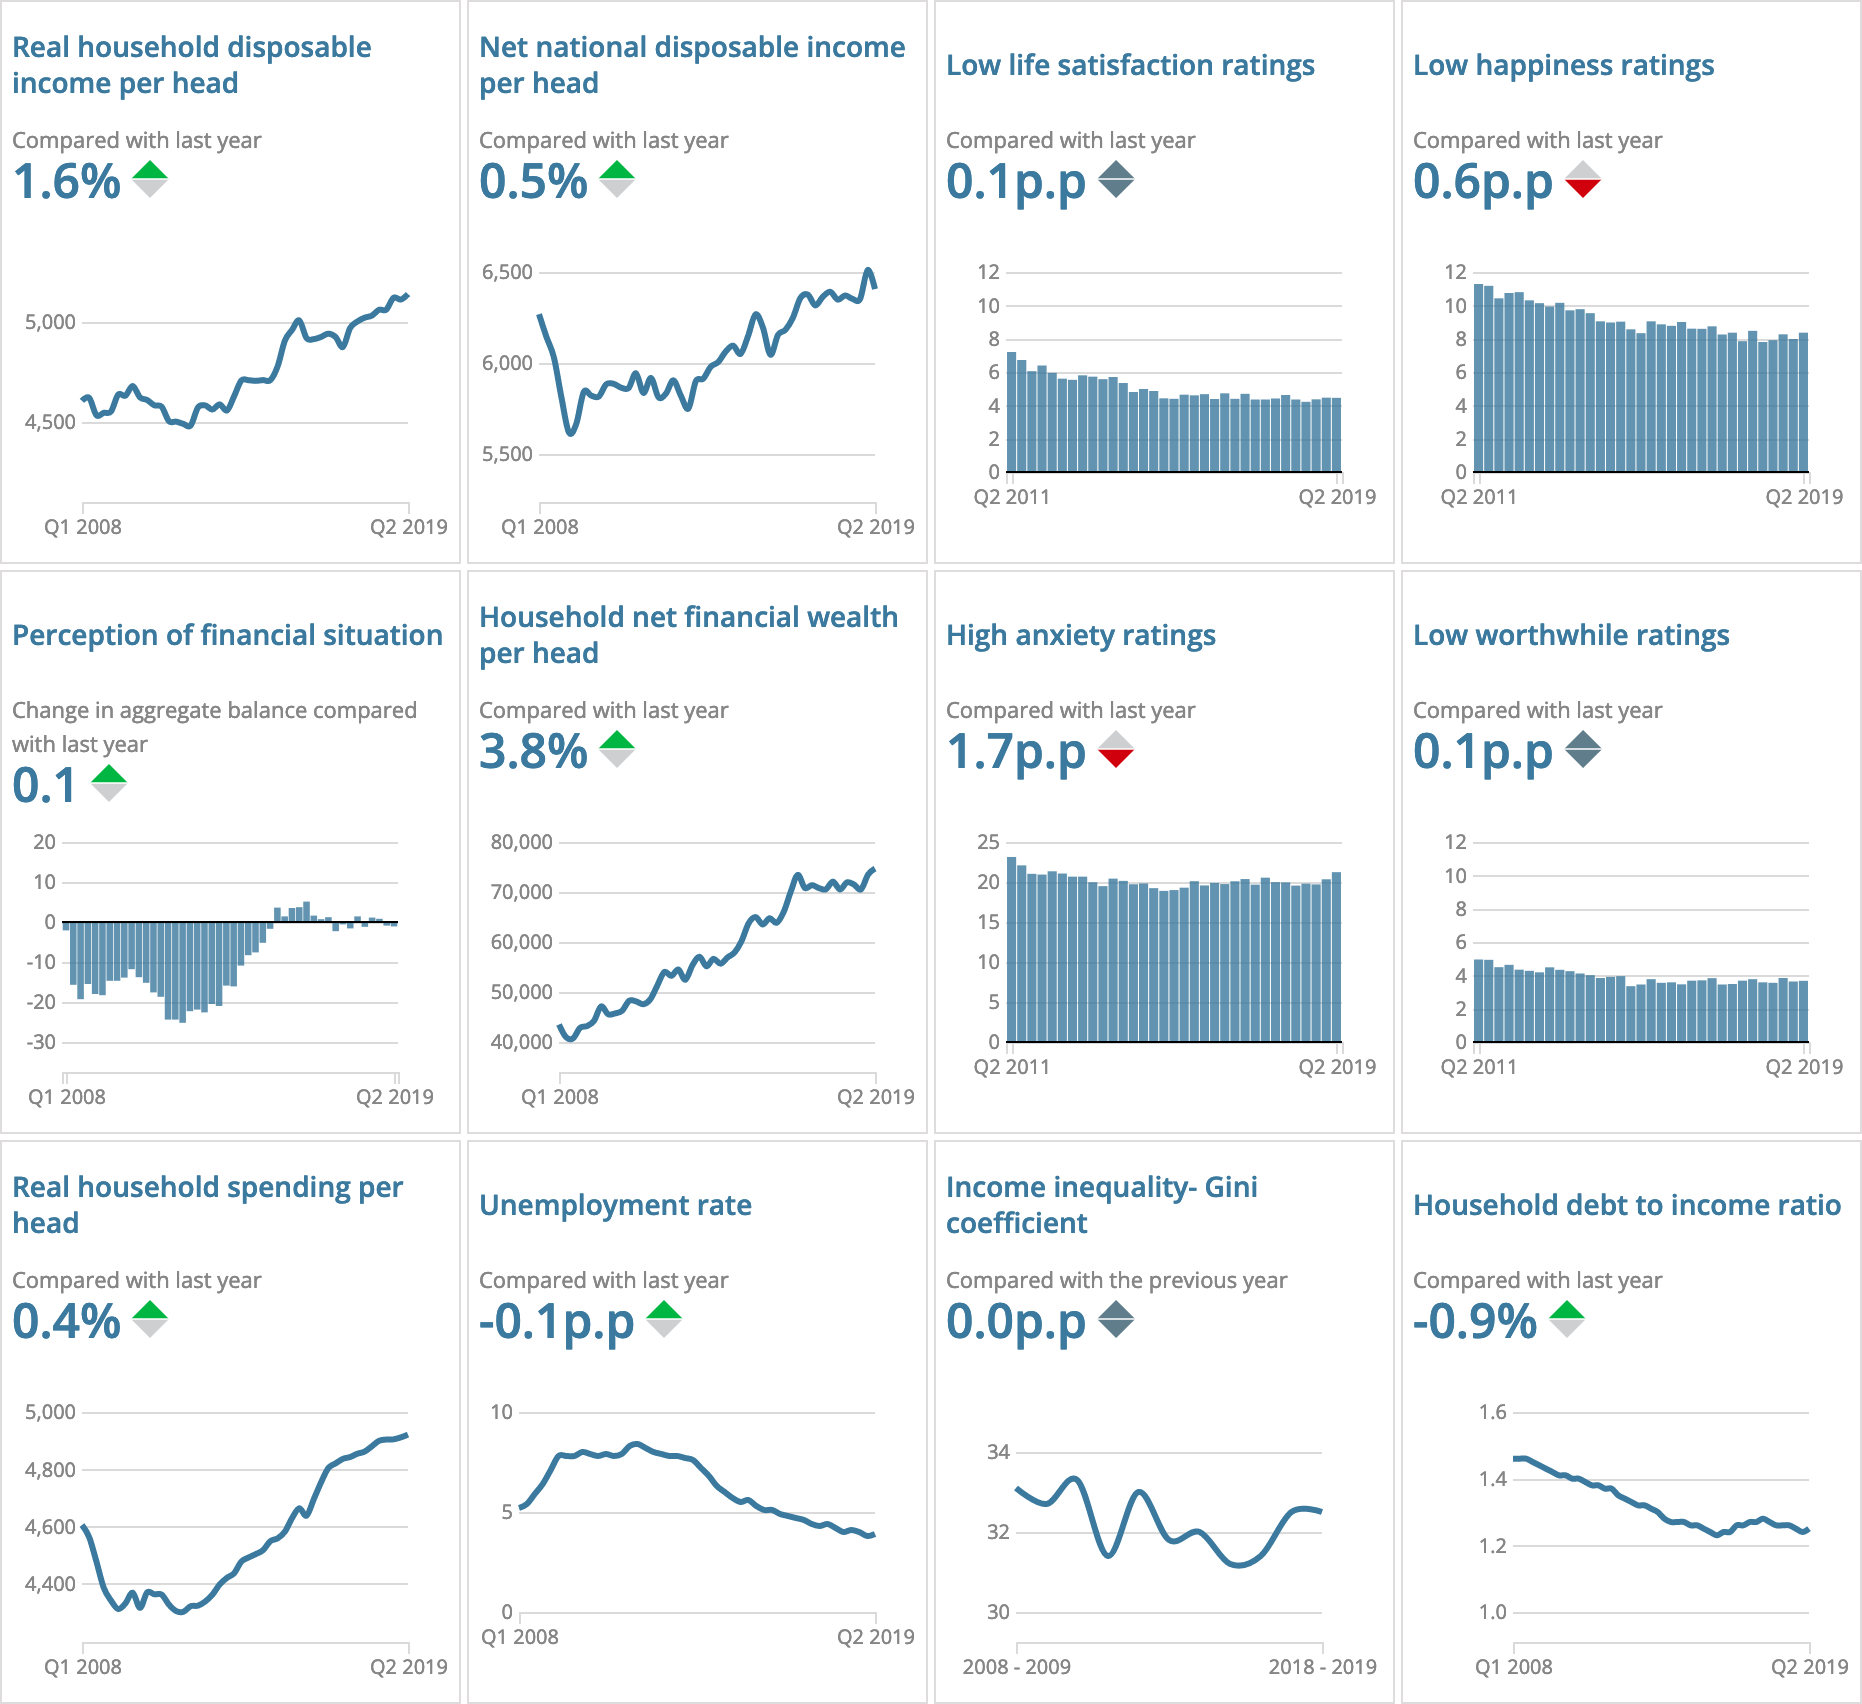 Real household disposable
income per head
Compared with last year
1.6%
5,000
4,500
Q1 2008
Q2 2019
Net national disposable income
per head
Compared with last year
0.5%
6,500
6,000
5,500
Q1 2008
Q2 2019
Low life satisfaction ratings
Compared with last year
0.1p.p
12
10
8
6
4
2
0
Q2 2011
Q2 2019
Low happiness ratings
Compared with last year
0.6p.p
12
10
8
6
4
2
0
Q2 2011
Q2 2019
Perception of financial situation
Change in aggregate balance compared
with last year
0.1
20
10
0
-10
-20
-30
Q1 2008
Q2 2019
Household net financial wealth
per head
Compared with last year
3.8%
80,000
70,000
60,000
50,000
40,000
Q1 2008
Q2 2019
High anxiety ratings
Compared with last year
1.7p.p
25
20
15
10
5
0
Q2 2011
Q2 2019
Low worthwhile ratings
Compared with last year
0.1p.p
12
10
8
6
4
2
0
Q2 2011
Q2 2019
Real household spending per
head
Compared with last year
0.4%
5,000
4,800
4,600
4,400
Q1 2008
Q2 2019
Unemployment rate
Compared with last year
-0.1p.p
10
5
0
Q1 2008
Q2 2019
Income inequality- Gini
coefficient
Compared with the previous year
0.0p.p
34
32
30
2008 - 2009
2018 - 2019
Household debt to income ratio
Compared with last year
-0.9%
1.6
1.4
1.2
1.0
Q1 2008
Q2 2019